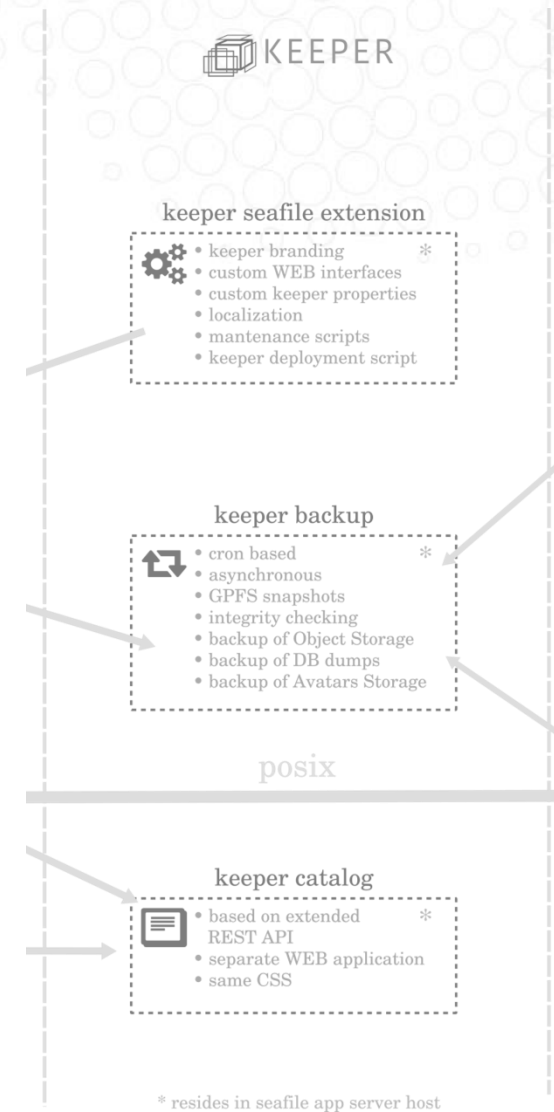 KEEPER
keeper seafile extension
• keeper branding *
• custom WEB interfaces
• custom keeper properties
• localization
• mantenance scripts
• keeper deployment script
keeper backup
• cron based *
• asynchronous
• GPFS snapshots
• integrity checking
• backup of Object Storage
• backup of DB dumps
• backup of Avatars Storage
posix
keeper catalog
• based on extended *
REST API
• separate WEB application
• same CSS
* resides in seafile app server host